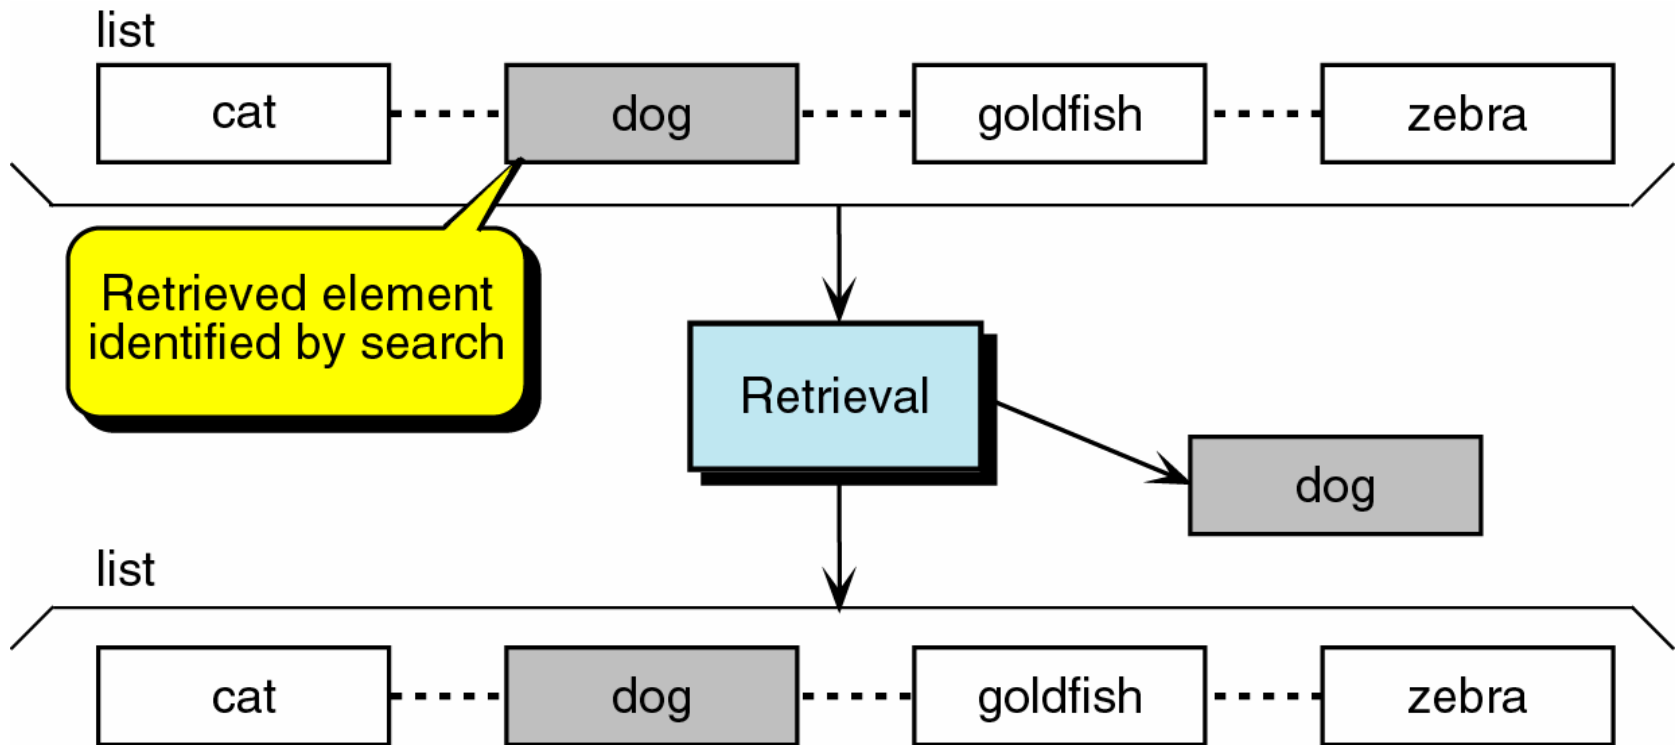 list
cat dog goldfish zebra
Retrieved element
identified by search
Retrieval
dog
list
cat dog goldfish zebra